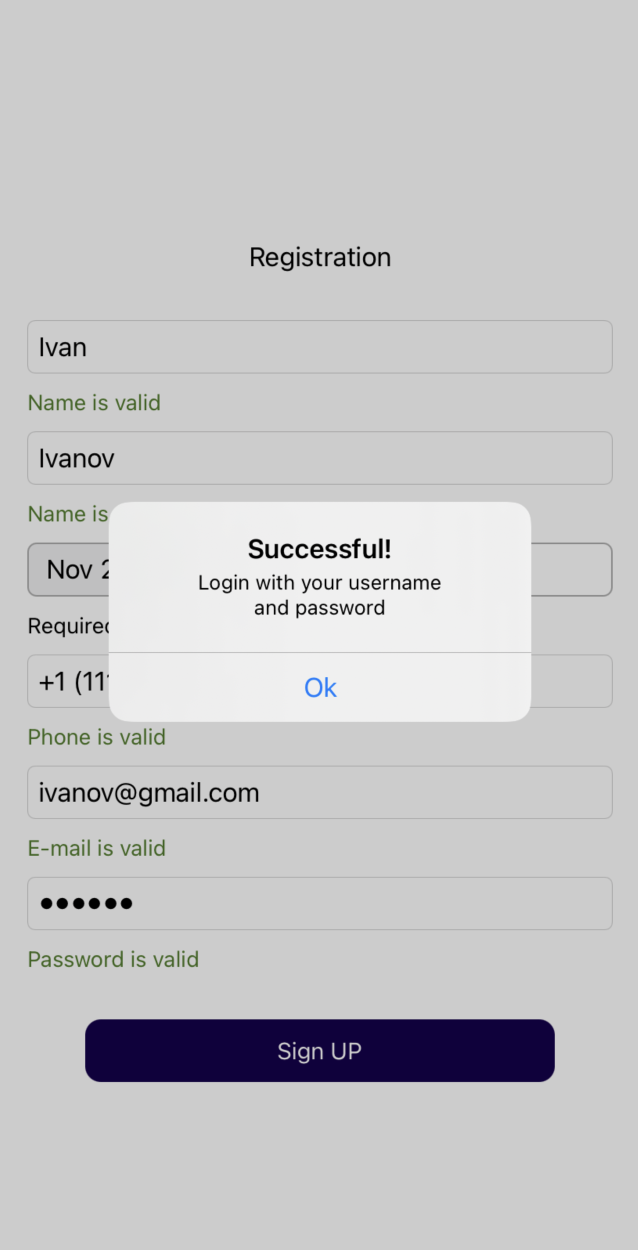 Registration
Ivan
Name is valid
Ivanov
Name is
Successful!
Login with your username
and password
Ok
Nov
Required
+1 (11
Phone is valid
ivanov@gmail.com
E-mail is valid
••••••
Password is valid
Sign UP